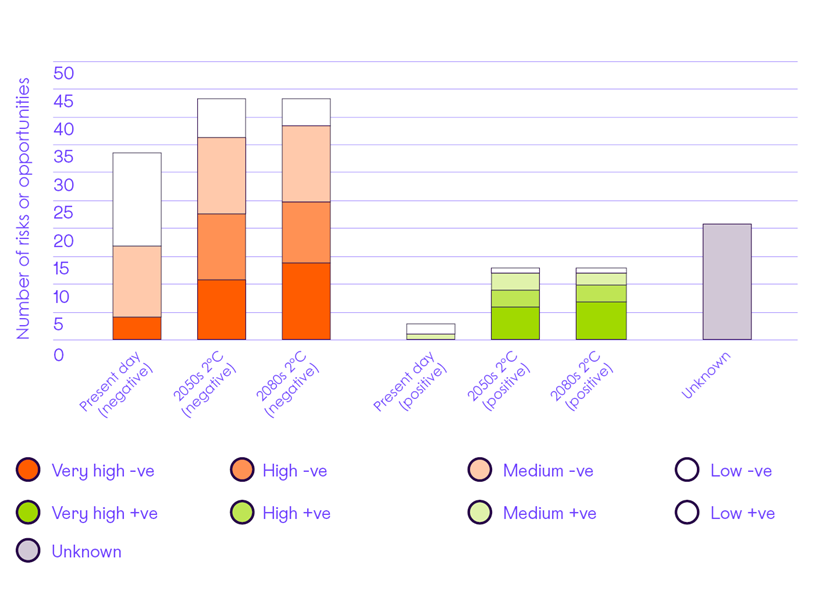 Number of risks or opportunities
50
45
40
35
30
25
20
15
10
5
0
Present day
(negative)
2050s 2°C
(negative)
2080s 2°C
(negative)
Present day
(positive)
2050s 2°C
(positive)
2080s 2°C
(positive)
Unknown
Very high -ve
High -ve
Medium -ve
Low -ve
Very high +ve
High +ve
Medium +ve
Low +ve
Unknown